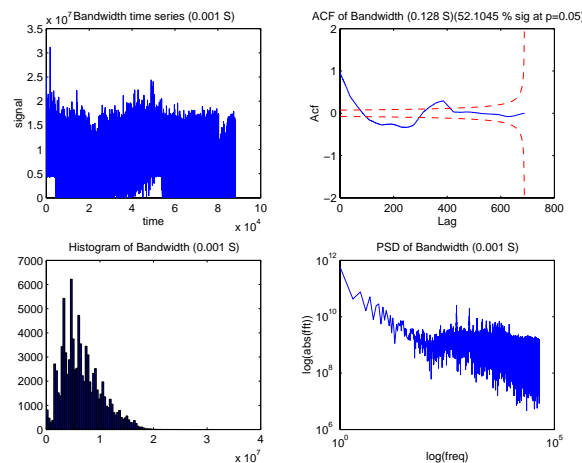 x 10^7
Bandwidth time series (0.001 S)
3.5
3
2.5
2
1.5
1
0.5
0
signal
0 2 4 6 8 10
time
x 10^4
ACF of Bandwidth (0.128 S)(52.1045 % sig at p=0.05)
2
1
0
-1
-2
Acf
0 200 400 600 800
Lag
Histogram of Bandwidth (0.001 S)
7000
6000
5000
4000
3000
2000
1000
0
0 1 2 3 4
x 10^7
PSD of Bandwidth (0.001 S)
10^12
10^10
10^8
10^6
log(abs(fft))
10^0 10^5
log(freq)